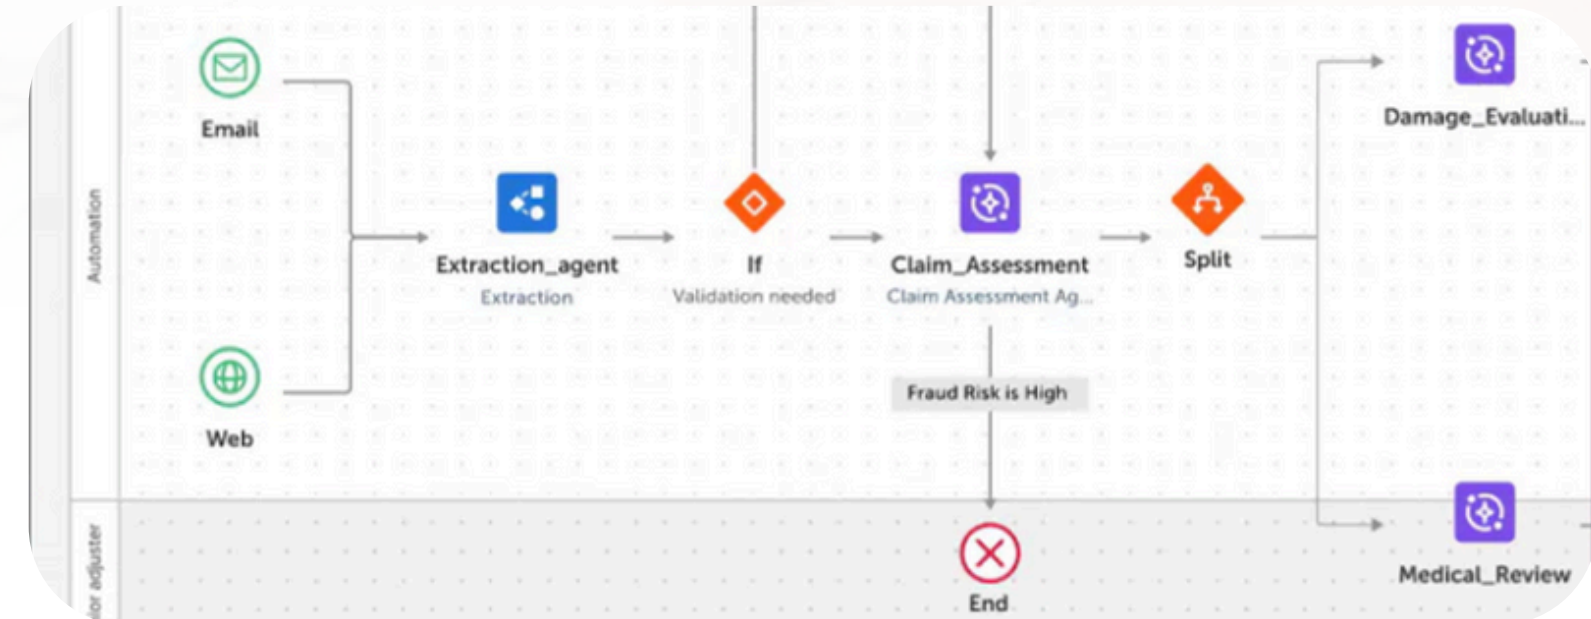 Automation
Email
Web
Extraction_agent
Extraction
If
Validation needed
Claim_Assessment
Claim Assessment Ag...
Fraud Risk is High
Split
Damage_Evaluati...
Medical_Review
adjuster
End